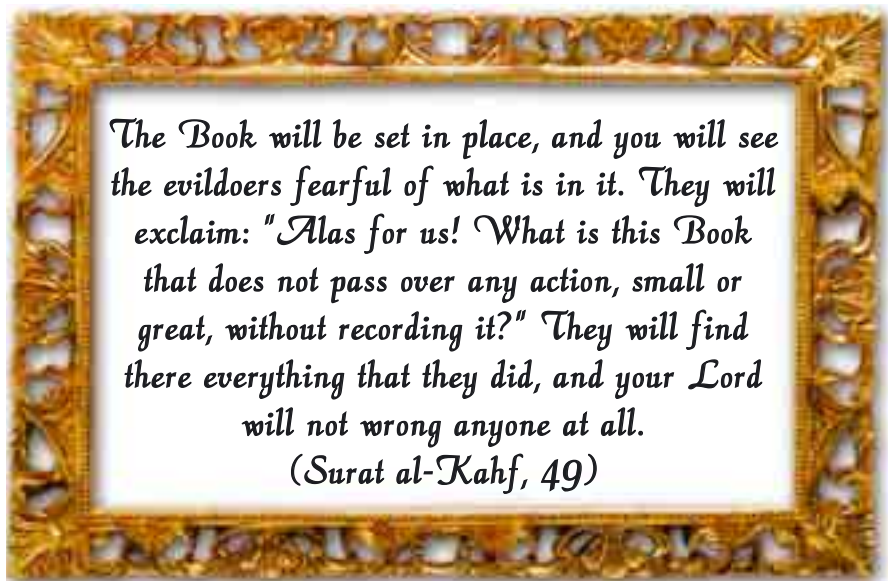 The Book will be set in place, and you will see
the evildoers fearful of what is in it. They will
exclaim: "Alas for us! What is this Book
that does not pass over any action, small or
great, without recording it?" They will find
there everything that they did, and your Lord
will not wrong anyone at all.
(Surat al-Kahf, 49)